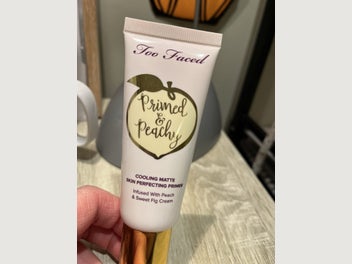 Too Faced
Primed
&
Peachy
COOLING MATTE
SKIN PERFECTING PRIMER
Infused With Peach
& Sweet Fig Cream